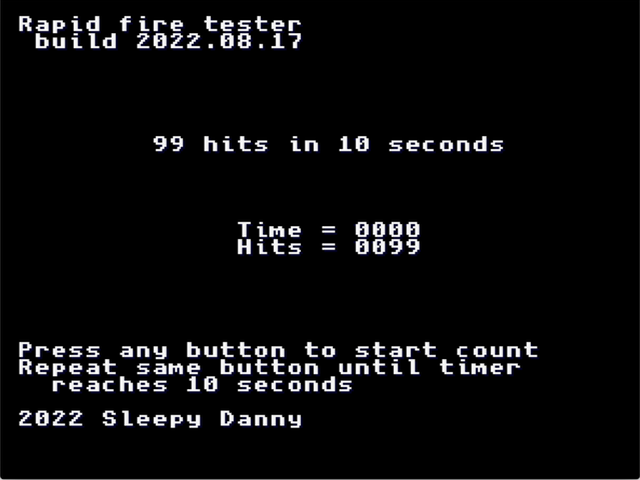 Rapid fire tester
build 2022.08.17
99 hits in 10 seconds
Time = 0000
Hits = 0099
Press any button to start count
Repeat same button until timer
reaches 10 seconds
2022 Sleepy Danny